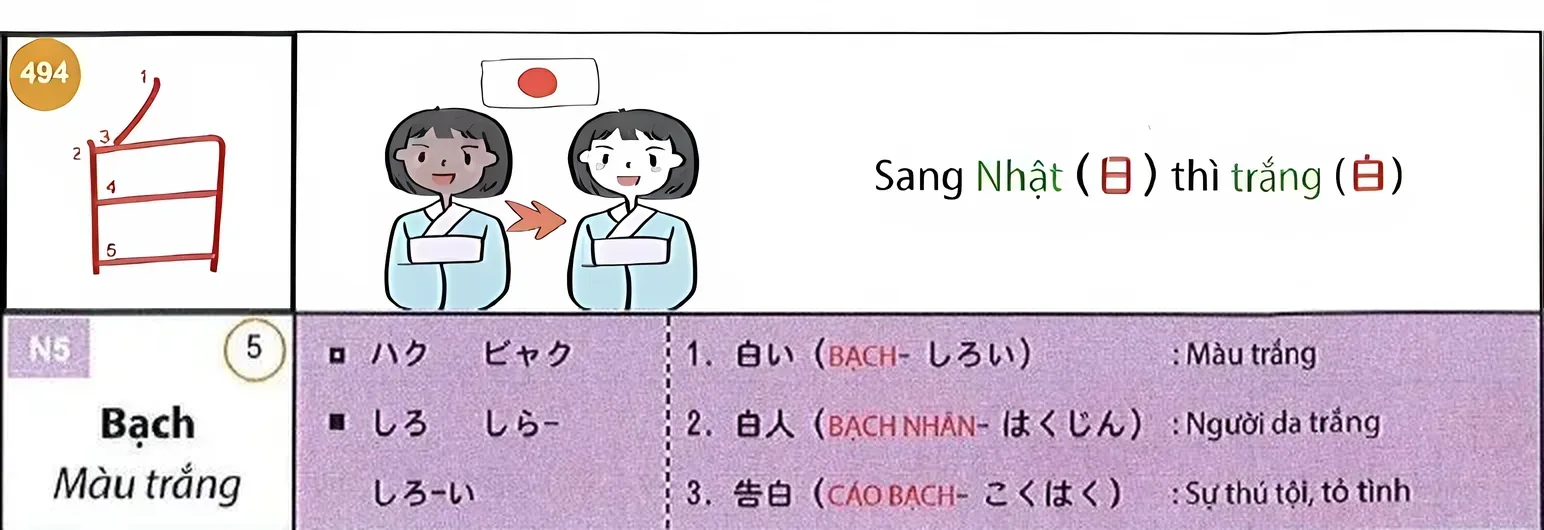 494
1
2
3
4
5
白
Sang Nhật (日) thì trắng (白)
N5
5
Bạch
Màu trắng
ハク ビャク
しろ しら-
しろ-い
1. 白い (BẠCH- しろい) : Màu trắng
2. 白人 (BẠCH NHÂN- はくじん) : Người da trắng
3. 告白 (CÁO BẠCH- こくはく) : Sự thú tội, tỏ tình